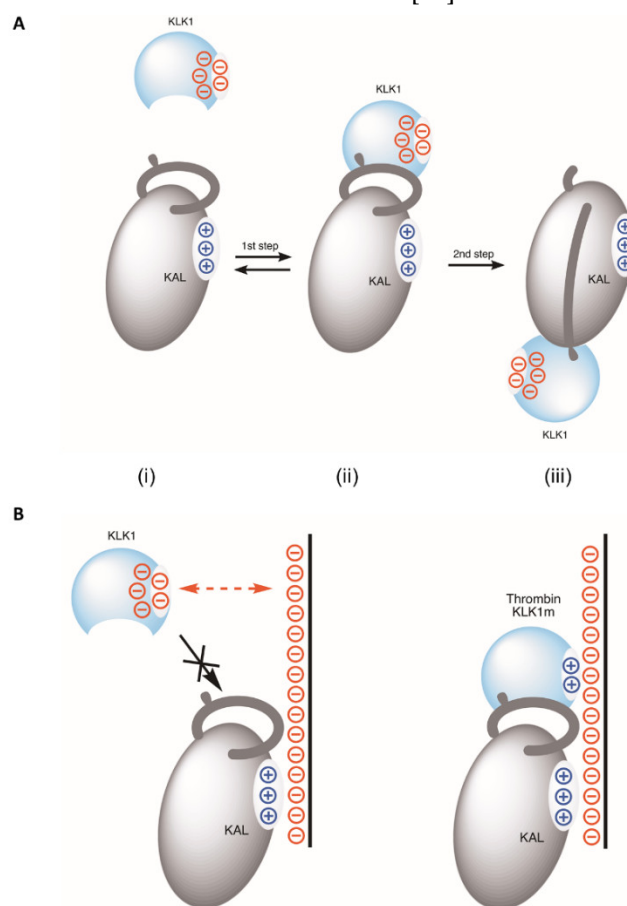 A
KLK1
KLK1
1st step
2nd step
KAL
KAL
KAL
KLK1
(i)
(ii)
(iii)
B
KLK1
Thrombin
KLK1m
KAL
KAL